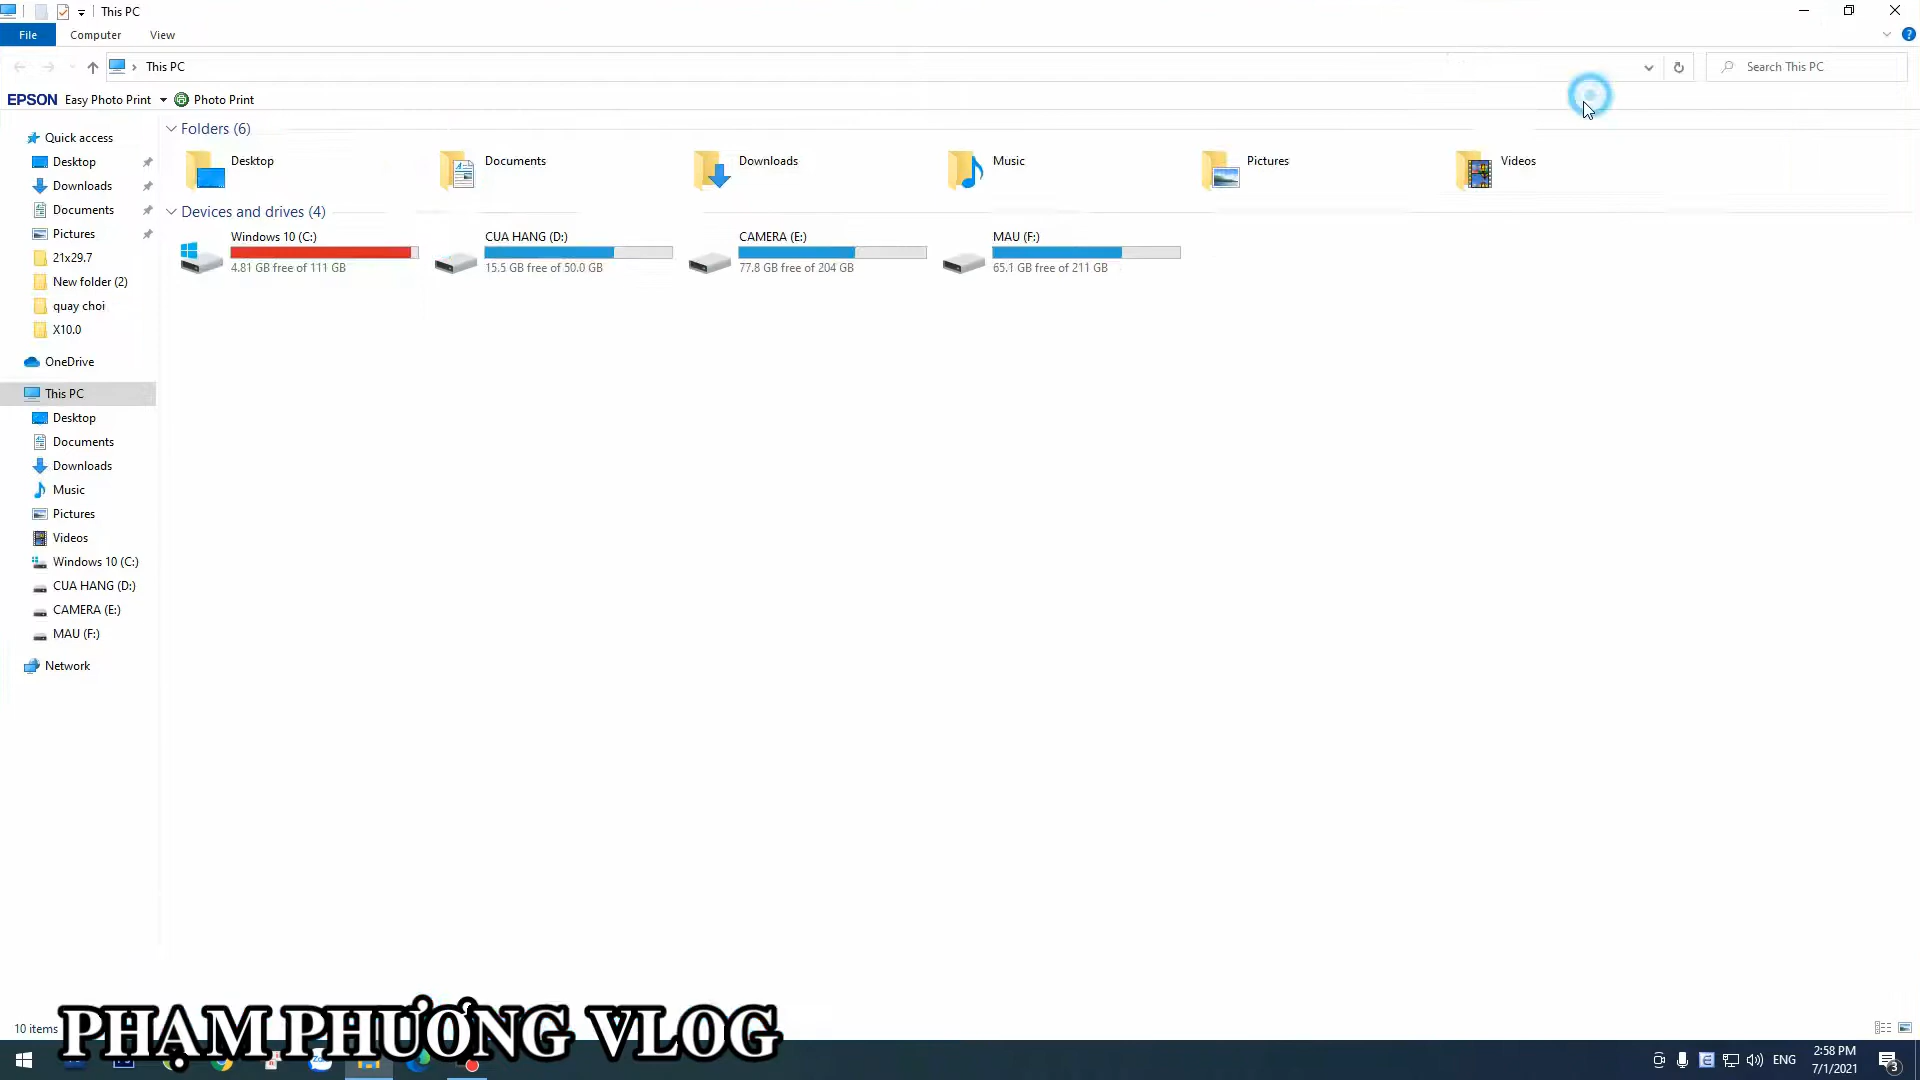 This PC
File
Computer
View
This PC
Search This PC
EPSON Easy Photo Print
Photo Print
Quick access
Desktop
Downloads
Documents
Pictures
21x29.7
New folder (2)
quay choi
X10.0
OneDrive
This PC
Desktop
Documents
Downloads
Music
Pictures
Videos
Windows 10 (C:)
CUA HANG (D:)
CAMERA (E:)
MAU (F:)
Network
Folders (6)
Desktop
Documents
Downloads
Music
Pictures
Videos
Devices and drives (4)
Windows 10 (C:)
4.81 GB free of 111 GB
CUA HANG (D:)
15.5 GB free of 50.0 GB
CAMERA (E:)
77.8 GB free of 204 GB
MAU (F:)
65.1 GB free of 211 GB
10 items
PHẠM PHƯƠNG VLOG
ENG
2:58 PM
7/1/2021
3